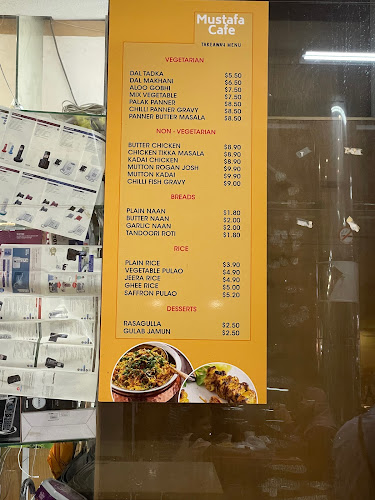 Mustafa
Cafe
TAKEAWAY MENU
VEGETARIAN
DAL TADKA $5.50
DAL MAKHANI $6.50
ALOO GOBHI $7.50
MIX VEGETABLE $7.50
PALAK PANNER $8.50
CHILLI PANNER GRAVY $8.50
PANNER BUTTER MASALA $8.50
NON - VEGETARIAN
BUTTER CHICKEN $8.90
CHICKEN TIKKA MASALA $8.90
KADAI CHICKEN $8.90
MUTTON ROGAN JOSH $9.90
MUTTON KADAI $9.90
CHILLI FISH GRAVY $9.00
BREADS
PLAIN NAAN $1.80
BUTTER NAAN $2.00
GARLIC NAAN $2.00
TANDOORI ROTI $1.80
RICE
PLAIN RICE $3.90
VEGETABLE PULAO $4.90
JEERA RICE $4.90
GHEE RICE $5.00
SAFFRON PULAO $5.20
DESSERTS
RASAGULLA $2.50
GULAB JAMUN $2.50